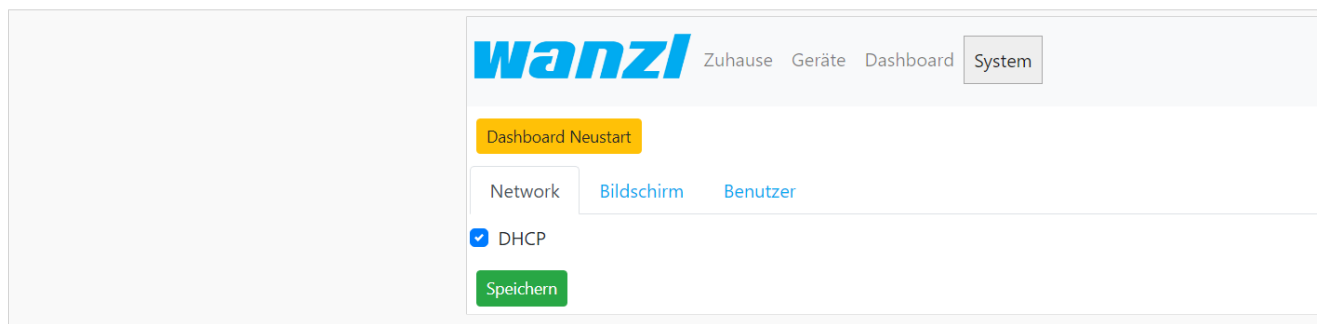 wanzl Zuhause Geräte Dashboard System
Dashboard Neustart
Network Bildschirm Benutzer
DHCP
Speichern